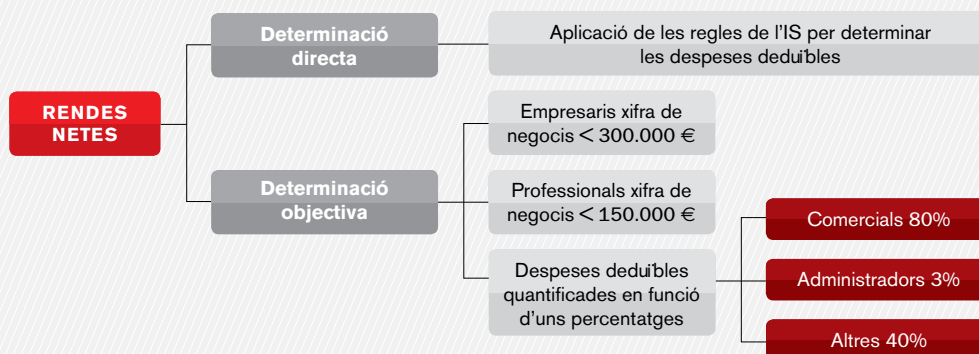 RENDES
NETES
Determinació
directa
Aplicació de les regles de l'IS per determinar
les despeses deduïbles
Determinació
objectiva
Empresaris xifra de
negocis < 300.000 €
Professionals xifra de
negocis < 150.000 €
Despeses deduïbles
quantificades en funció
d'uns percentatges
Comercials 80%
Administradors 3%
Altres 40%